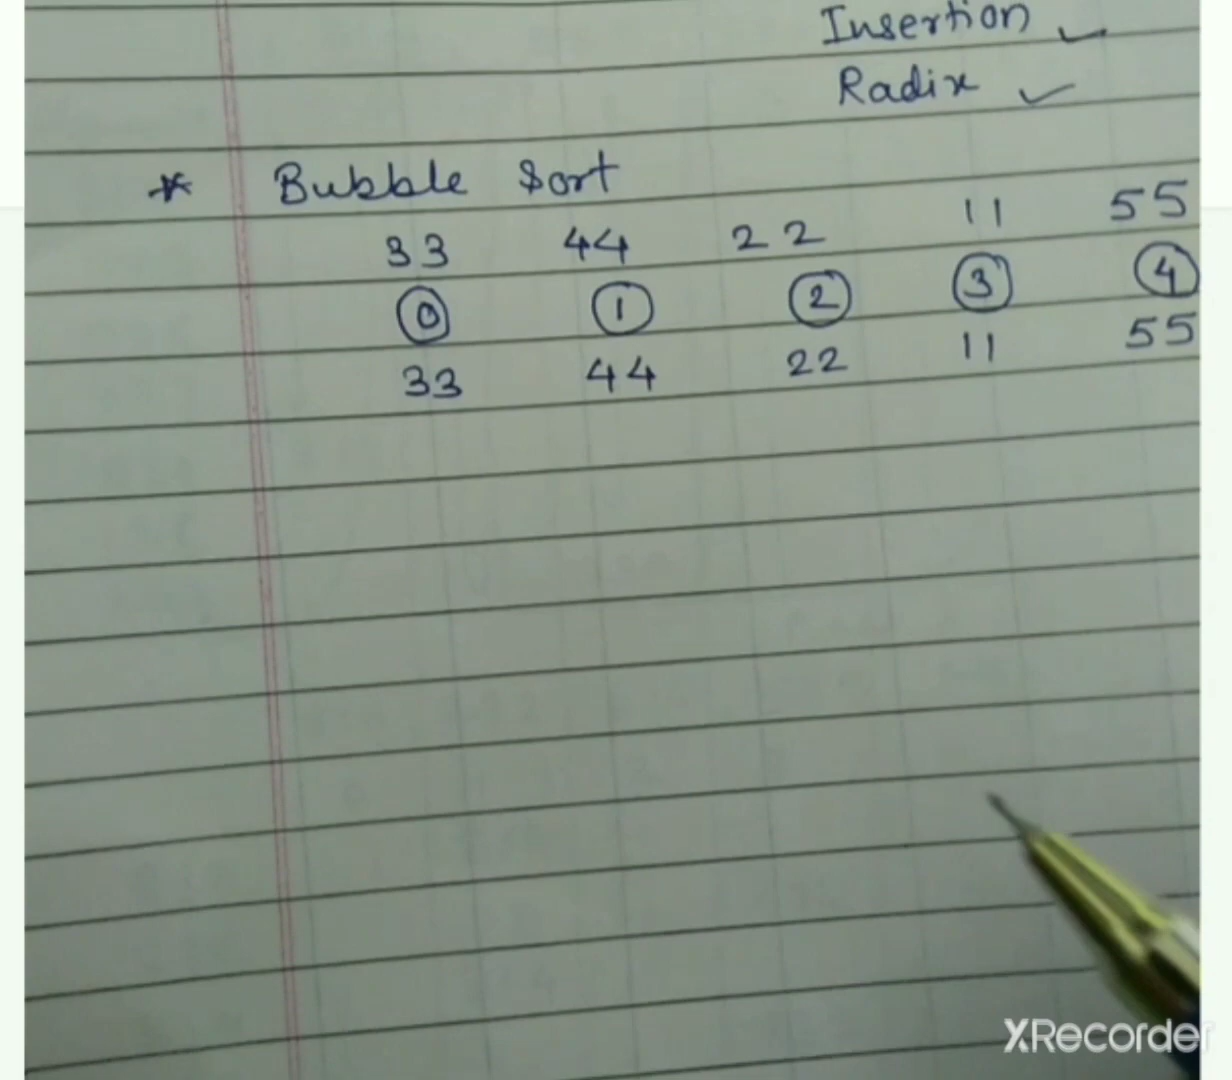 Insertion ✓
Radix ✓
* Bubble Sort
33 44 22 11 55
0 1 2 3 4
33 44 22 11 55
XRecorder